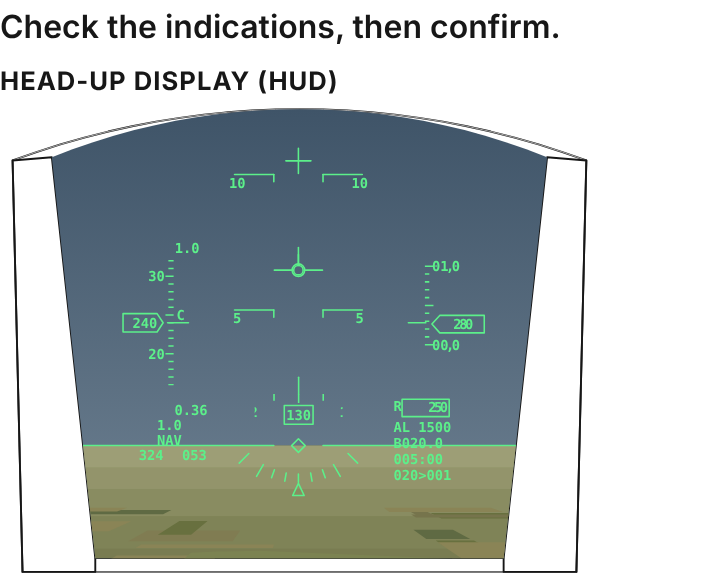 Check the indications, then confirm.
HEAD-UP DISPLAY (HUD)
10 10
1.0
30
01,0
240 C
5 5
20
00,0
130
0.36
R
1.0
AL 1500
NAV
B020.0
324 053
005:00
020>001